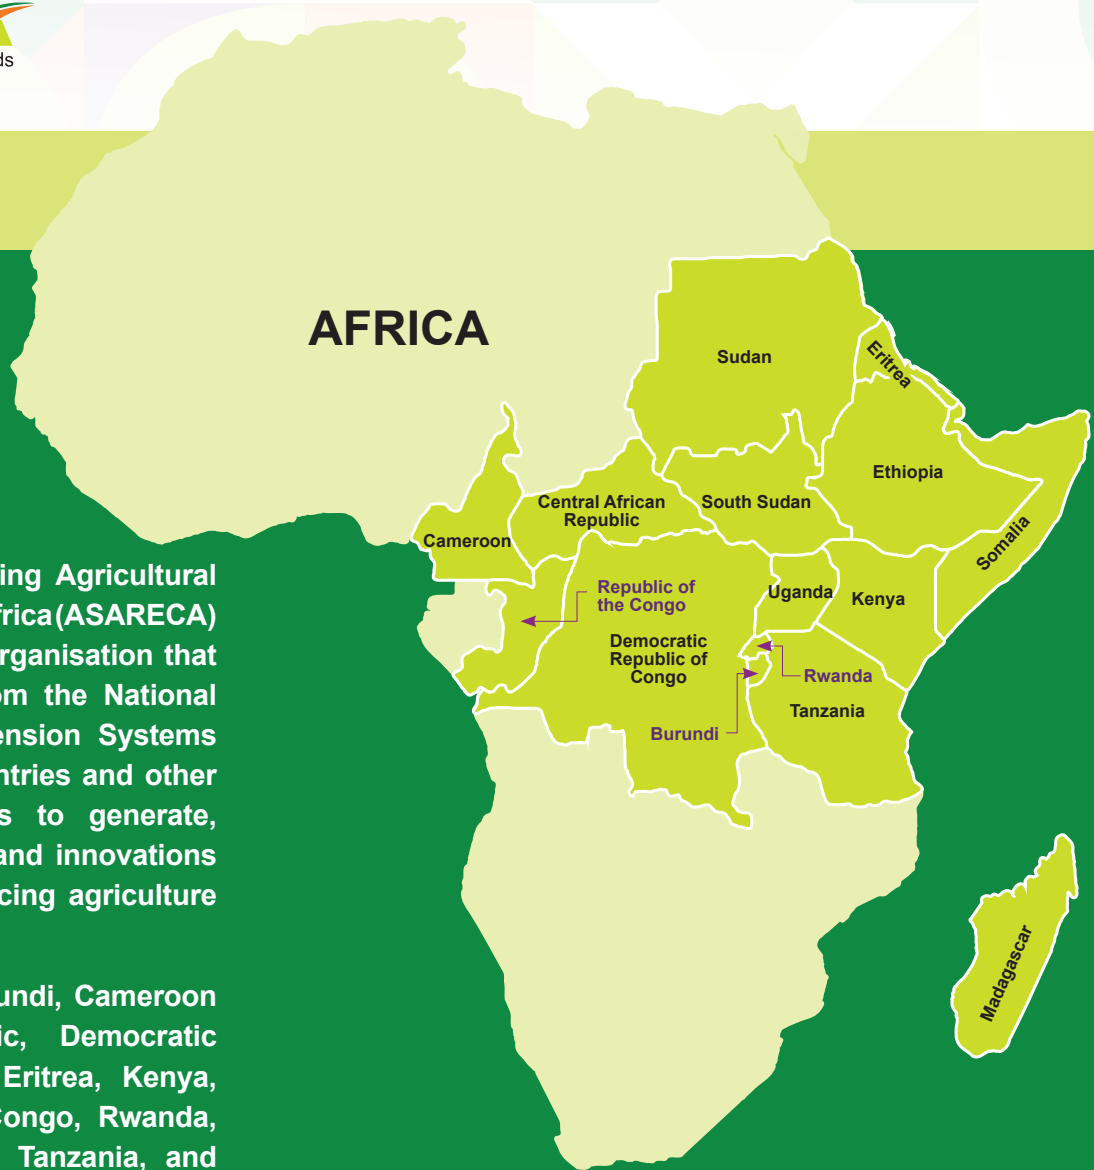 ds
AFRICA
Sudan
Eritrea
Ethiopia
Central African
Republic
South Sudan
Cameroon
Somalia
Republic of
the Congo
Uganda
Kenya
Democratic
Republic of
Congo
Rwanda
Burundi
Tanzania
Madagascar
ing Agricultural
frica(ASARECA)
rganisation that
om the National
ension Systems
ntries and other
s to generate,
and innovations
cing agriculture
undi, Cameroon
ic, Democratic
Eritrea, Kenya,
Congo, Rwanda,
Tanzania, and